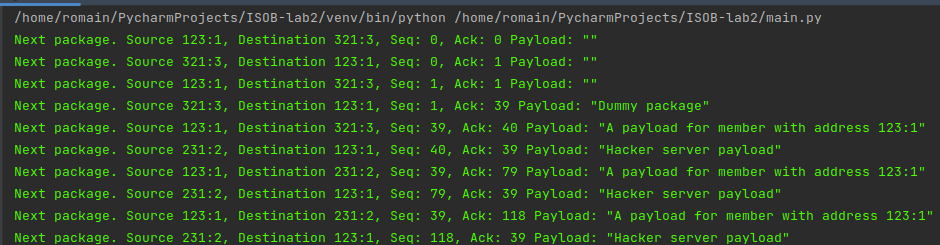 /home/romain/PycharmProjects/ISOB-lab2/venv/bin/python /home/romain/PycharmProjects/ISOB-lab2/main.py
Next package. Source 123:1, Destination 321:3, Seq: 0, Ack: 0 Payload: ""
Next package. Source 321:3, Destination 123:1, Seq: 0, Ack: 1 Payload: ""
Next package. Source 123:1, Destination 321:3, Seq: 1, Ack: 1 Payload: ""
Next package. Source 321:3, Destination 123:1, Seq: 1, Ack: 39 Payload: "Dummy package"
Next package. Source 123:1, Destination 321:3, Seq: 39, Ack: 40 Payload: "A payload for member with address 123:1"
Next package. Source 231:2, Destination 123:1, Seq: 40, Ack: 39 Payload: "Hacker server payload"
Next package. Source 123:1, Destination 231:2, Seq: 39, Ack: 79 Payload: "A payload for member with address 123:1"
Next package. Source 231:2, Destination 123:1, Seq: 79, Ack: 39 Payload: "Hacker server payload"
Next package. Source 123:1, Destination 231:2, Seq: 39, Ack: 118 Payload: "A payload for member with address 123:1"
Next package. Source 231:2, Destination 123:1, Seq: 118, Ack: 39 Payload: "Hacker server payload"